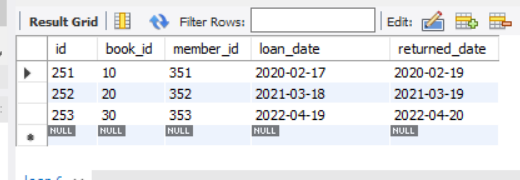 Result Grid Filter Rows: Edit:
id book_id member_id loan_date returned_date
251 10 351 2020-02-17 2020-02-19
252 20 352 2021-03-18 2021-03-19
253 30 353 2022-04-19 2022-04-20
NULL NULL NULL NULL NULL